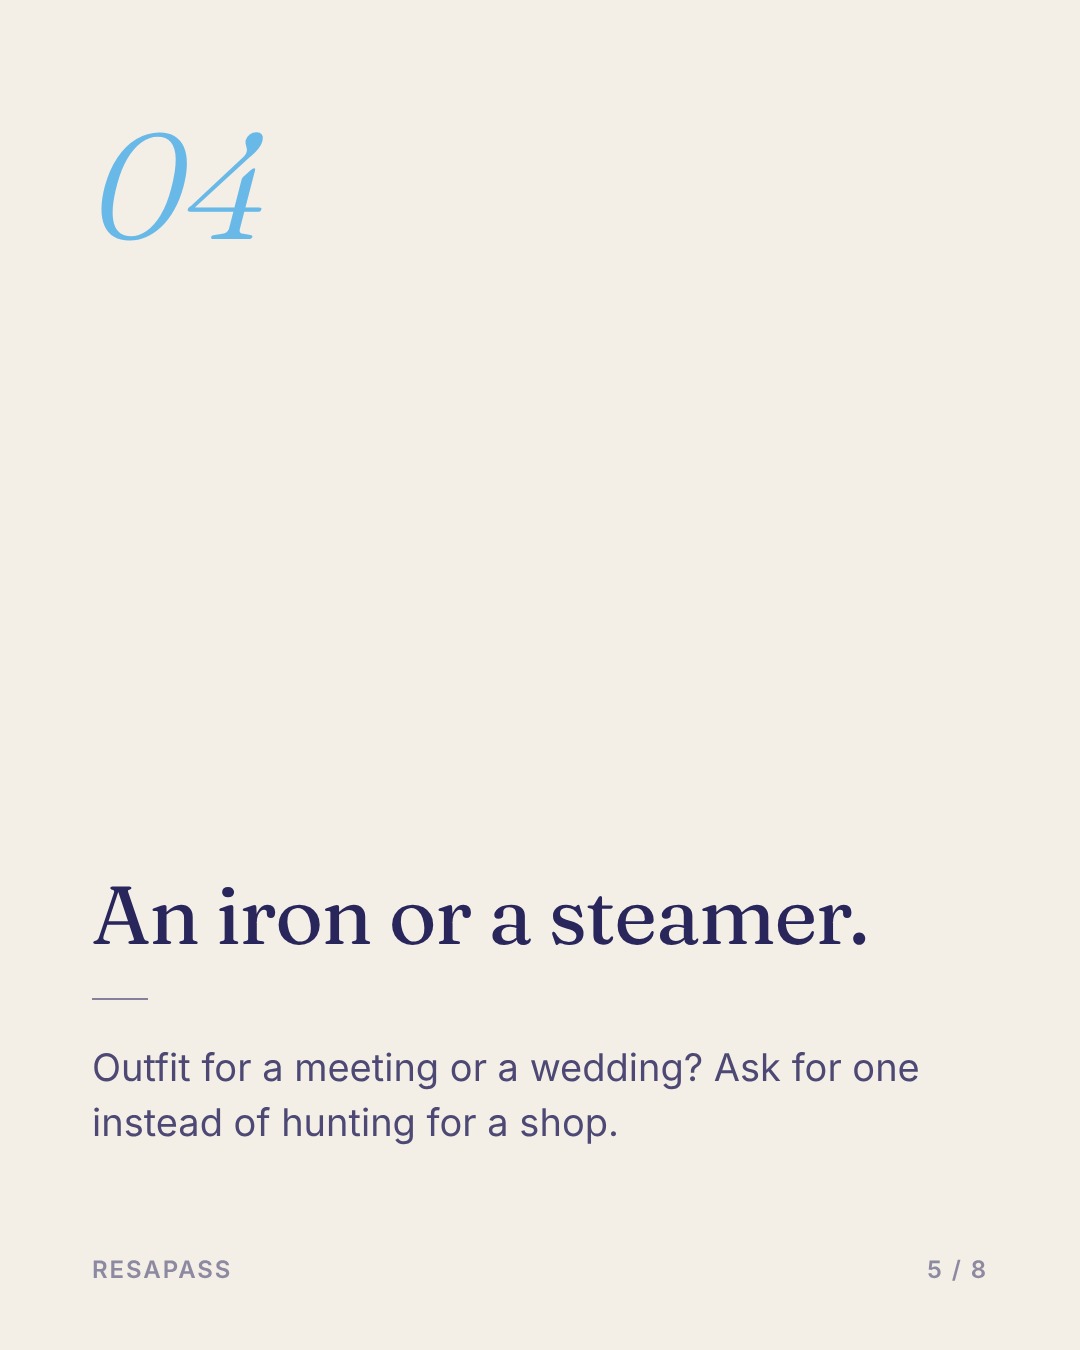 04
An iron or a steamer.
Outfit for a meeting or a wedding? Ask for one
instead of hunting for a shop.
RESAPASS
5 / 8